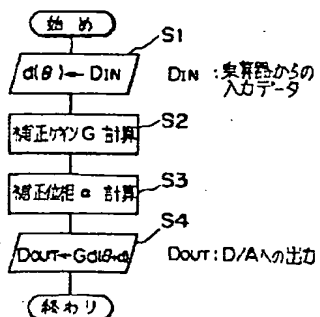 始め
S1
d(θ)←DIN
DIN:乗算器からの
入力データ
S2
補正ゲインG 計算
S3
補正位相α 計算
S4
DOUT←Gd(θ+α)
DOUT:D/Aへの出力
終わり